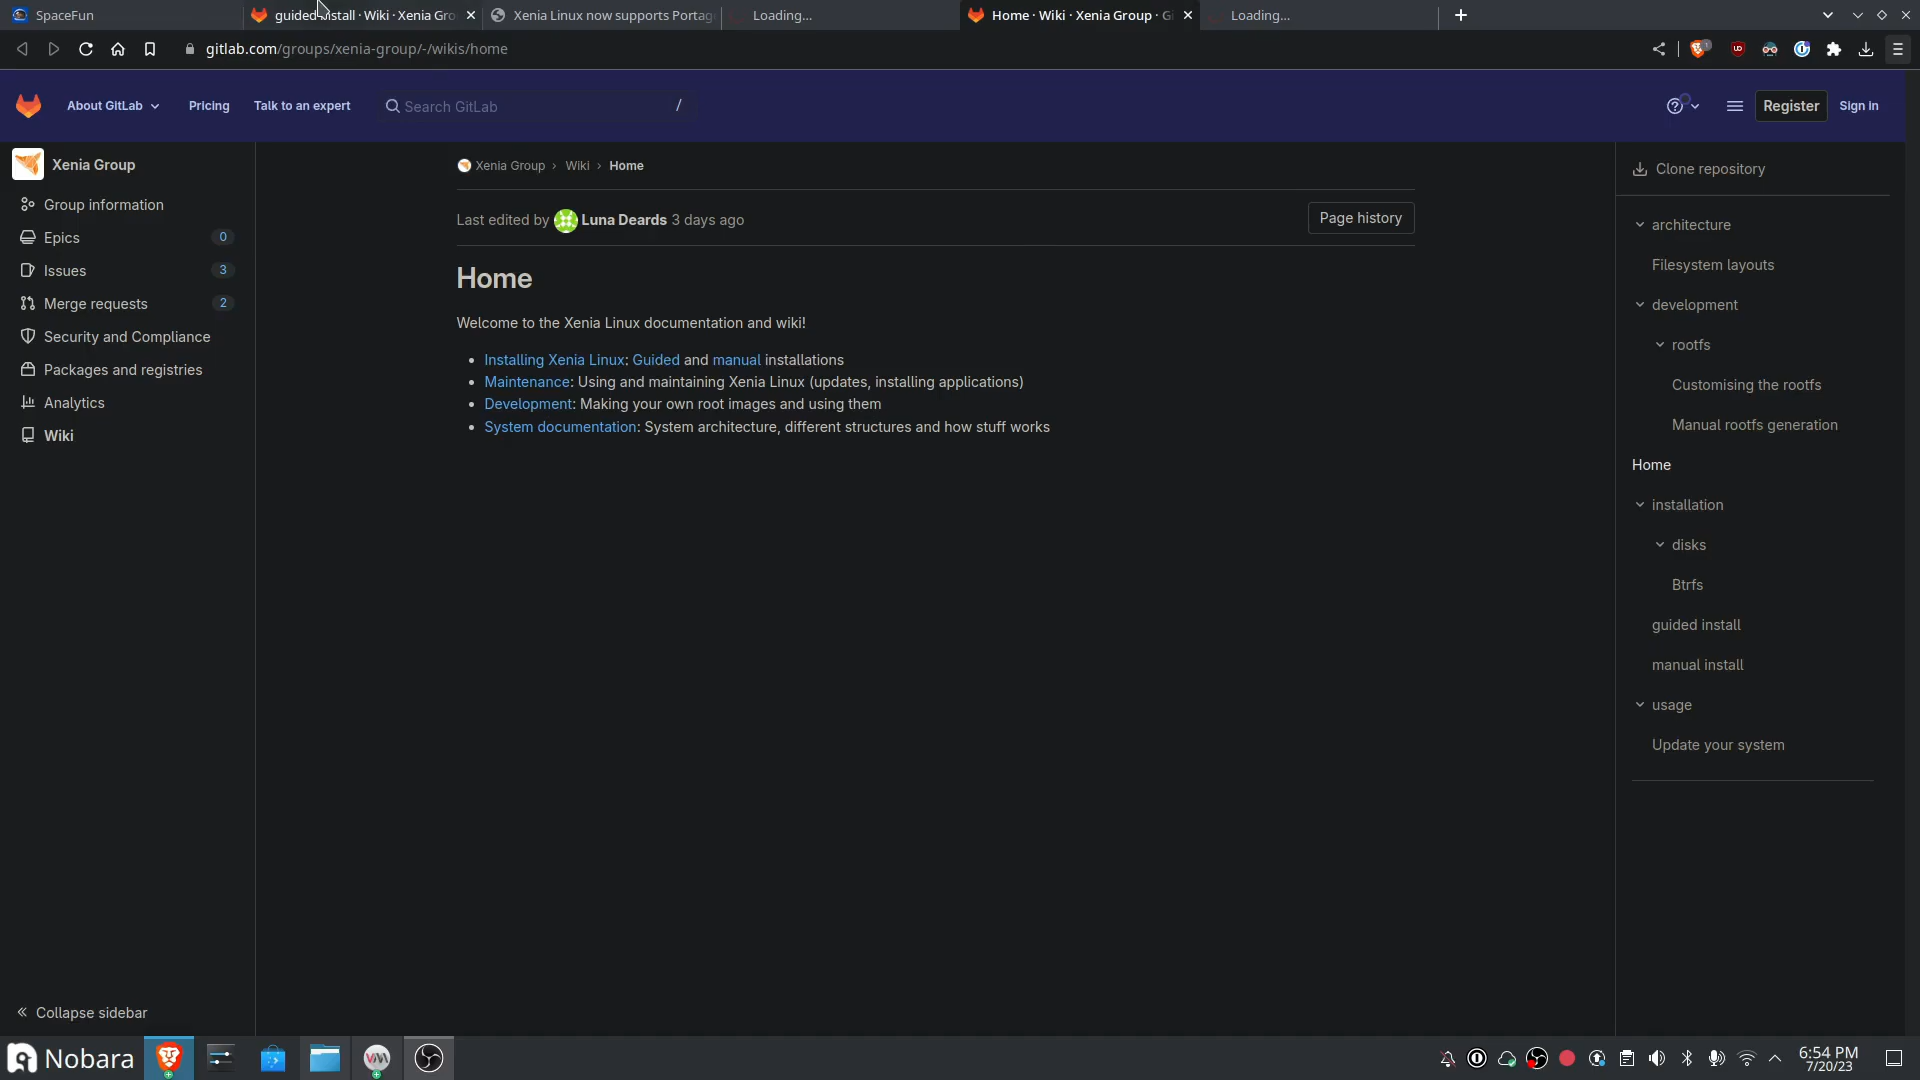 SpaceFun
guided install · Wiki · Xenia Gro
Xenia Linux now supports Portag
Loading...
Home · Wiki · Xenia Group · G
Loading...
gitlab.com/groups/xenia-group/-/wikis/home
About GitLab
Pricing
Talk to an expert
Search GitLab
/
Register
Sign in
Xenia Group
Group information
Epics 0
Issues 3
Merge requests 2
Security and Compliance
Packages and registries
Analytics
Wiki
Collapse sidebar
Xenia Group › Wiki › Home
Last edited by Luna Deards 3 days ago
Page history
Home
Welcome to the Xenia Linux documentation and wiki!
Installing Xenia Linux: Guided and manual installations
Maintenance: Using and maintaining Xenia Linux (updates, installing applications)
Development: Making your own root images and using them
System documentation: System architecture, different structures and how stuff works
Clone repository
architecture
Filesystem layouts
development
rootfs
Customising the rootfs
Manual rootfs generation
Home
installation
disks
Btrfs
guided install
manual install
usage
Update your system
Nobara
6:54 PM
7/20/23